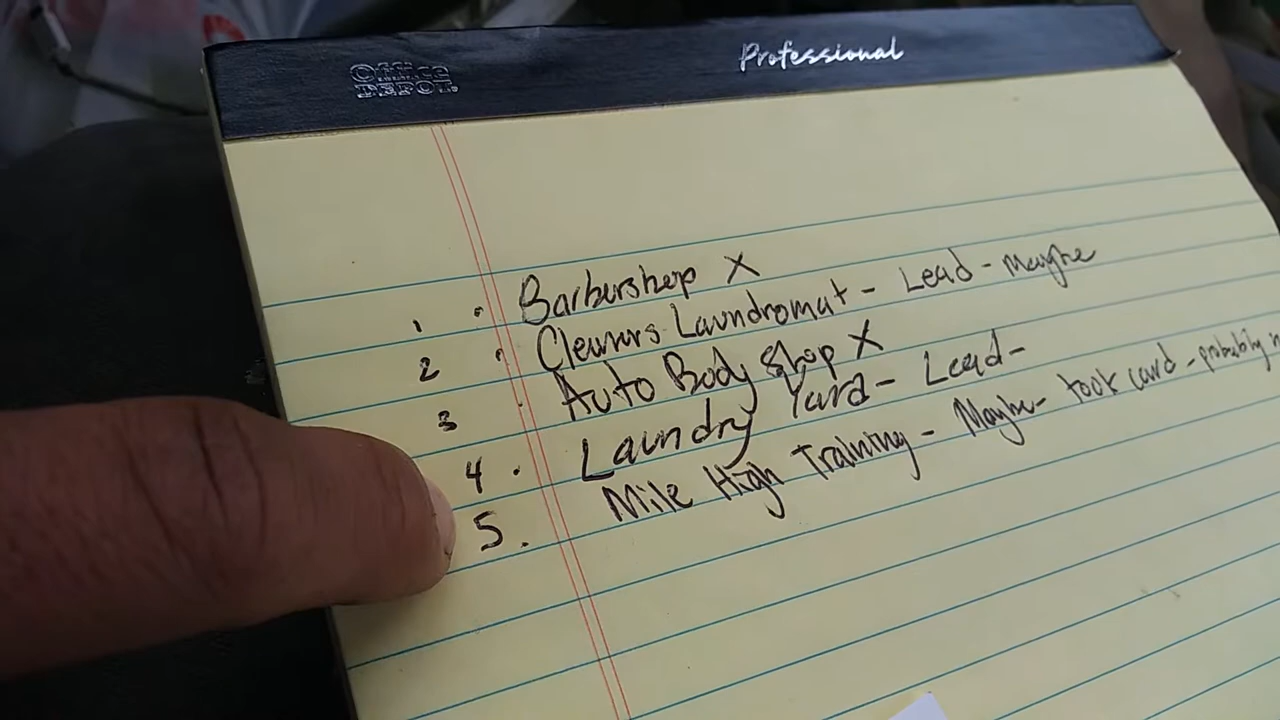 Office DEPOT
Professional
1 . Barbershop X
2 . Cleaners Laundromat - Lead - Maybe
3 . Auto Body Shop X
4 . Laundry Yard - Lead -
5 . Mile High Training - Maybe - took card - probably